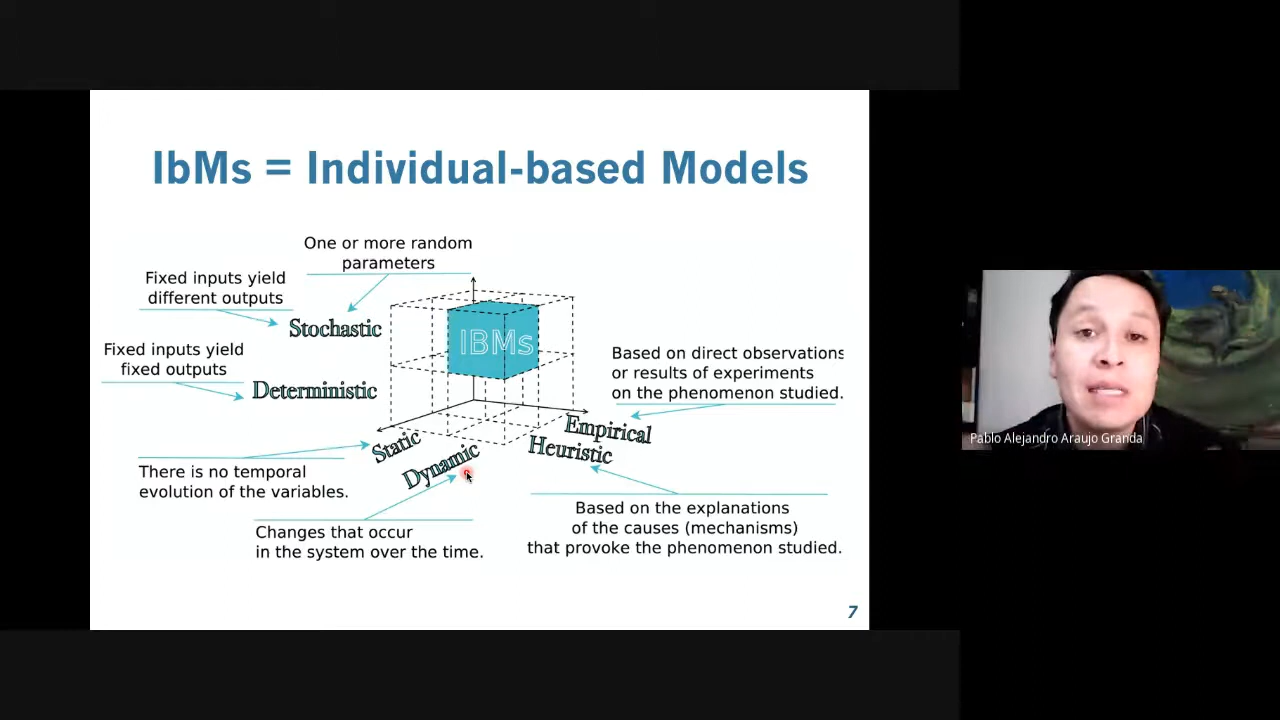 IbMs = Individual-based Models
One or more random
parameters
Fixed inputs yield
different outputs
Stochastic
IBMs
Fixed inputs yield
fixed outputs
Deterministic
Based on direct observations
or results of experiments
on the phenomenon studied.
Empirical
Heuristic
Static
Dynamic
There is no temporal
evolution of the variables.
Changes that occur
in the system over the time.
Based on the explanations
of the causes (mechanisms)
that provoke the phenomenon studied.
7
Pablo Alejandro Araujo Granda